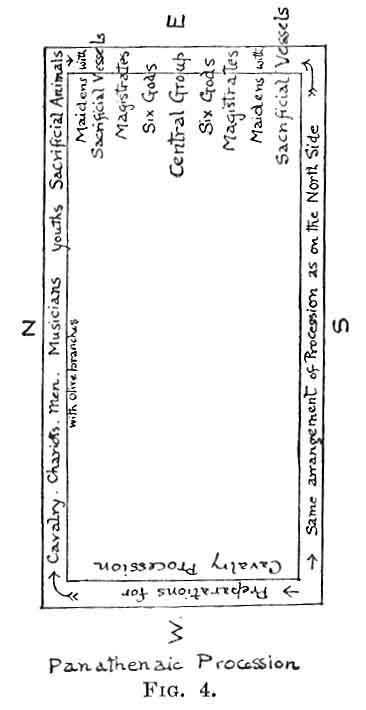 E
N
S
W.
Cavalry. Chariots. Men. Musicians Youths Sacrificial Animals
with olive branches
Maidens with
Sacrificial Vessels
Magistrates
Six Gods
Central Group
Six Gods
Magistrates
Maidens with
Sacrificial Vessels
Same arrangement of Procession as on the North Side
Preparations for
Cavalry Procession
Panathenaic Procession
FIG. 4.